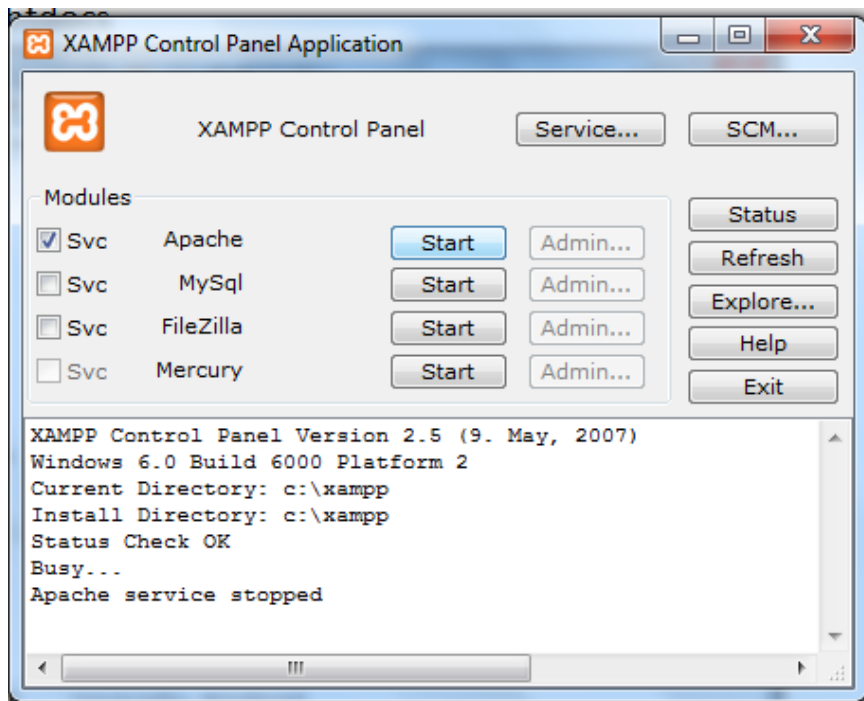 XAMPP Control Panel Application
XAMPP Control Panel
Service...
SCM...
Modules
Status
Svc Apache Start Admin...
Refresh
Svc MySql Start Admin...
Explore...
Svc FileZilla Start Admin...
Help
Svc Mercury Start Admin...
Exit
XAMPP Control Panel Version 2.5 (9. May, 2007)
Windows 6.0 Build 6000 Platform 2
Current Directory: c:\xampp
Install Directory: c:\xampp
Status Check OK
Busy...
Apache service stopped